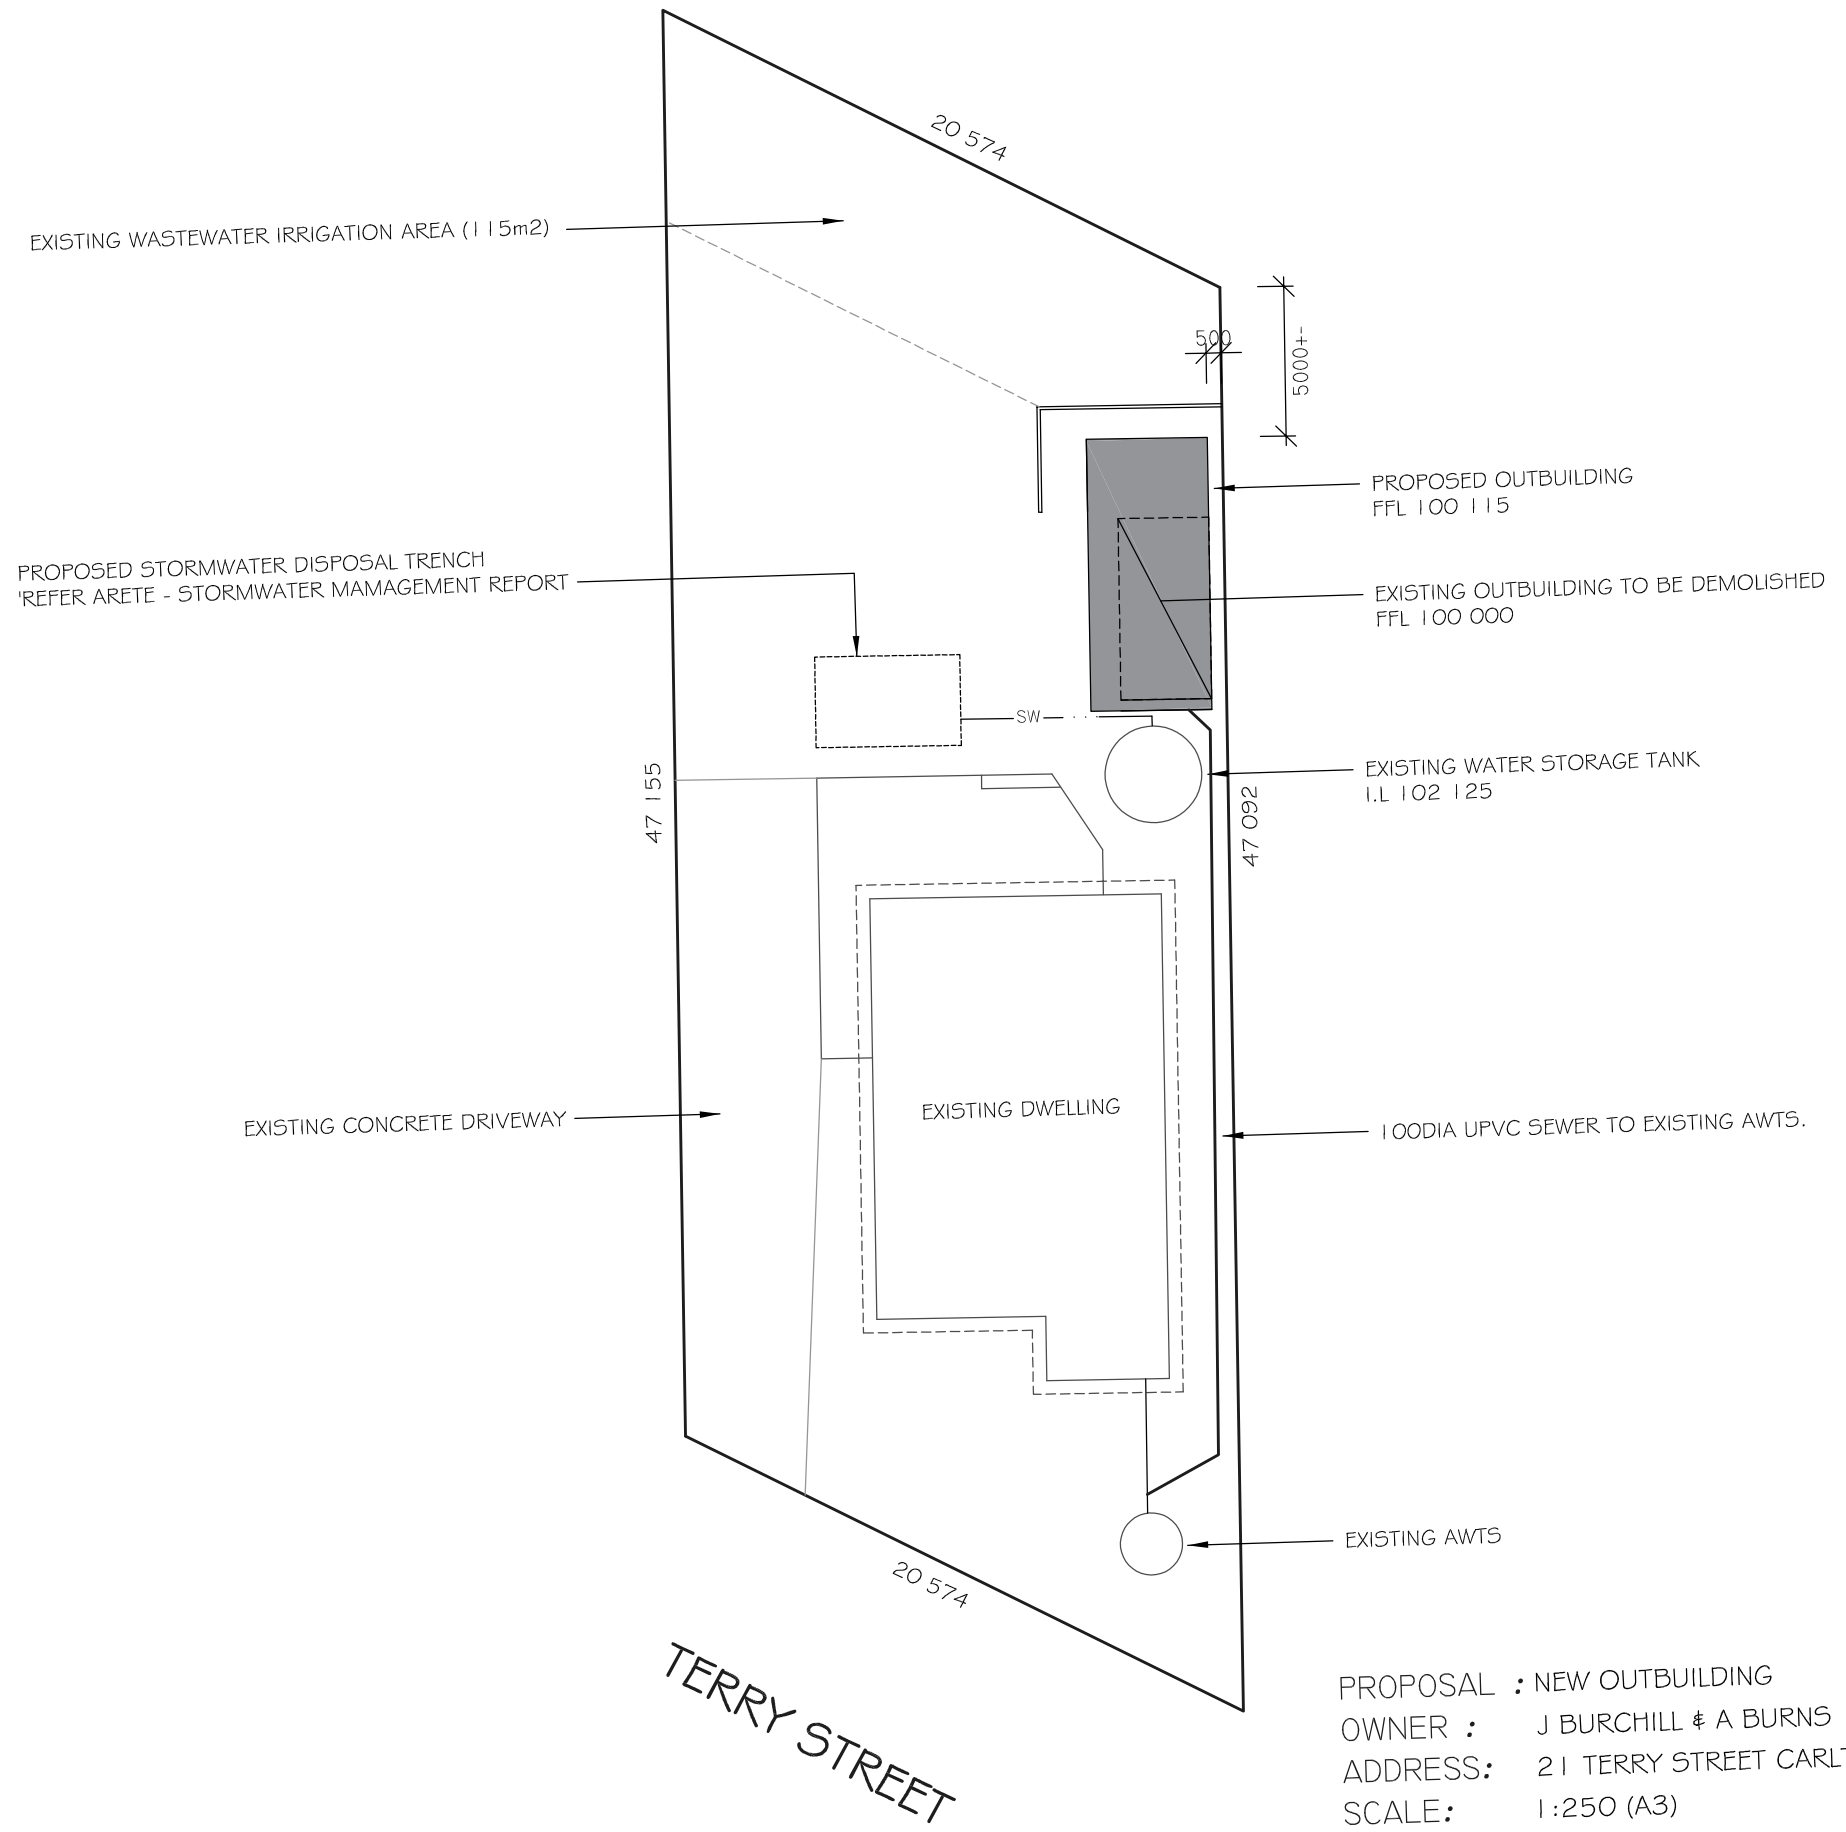 20 574
EXISTING WASTEWATER IRRIGATION AREA (115m2)
500
5000+-
PROPOSED OUTBUILDING
FFL 100 115
PROPOSED STORMWATER DISPOSAL TRENCH
'REFER ARETE - STORMWATER MAMAGEMENT REPORT
EXISTING OUTBUILDING TO BE DEMOLISHED
FFL 100 000
SW
EXISTING WATER STORAGE TANK
I.L 102 125
47 155
47 092
EXISTING DWELLING
EXISTING CONCRETE DRIVEWAY
100DIA UPVC SEWER TO EXISTING AWTS.
EXISTING AWTS
20 574
TERRY STREET
PROPOSAL : NEW OUTBUILDING
OWNER : J BURCHILL & A BURNS
ADDRESS: 21 TERRY STREET CARL
SCALE: 1:250 (A3)